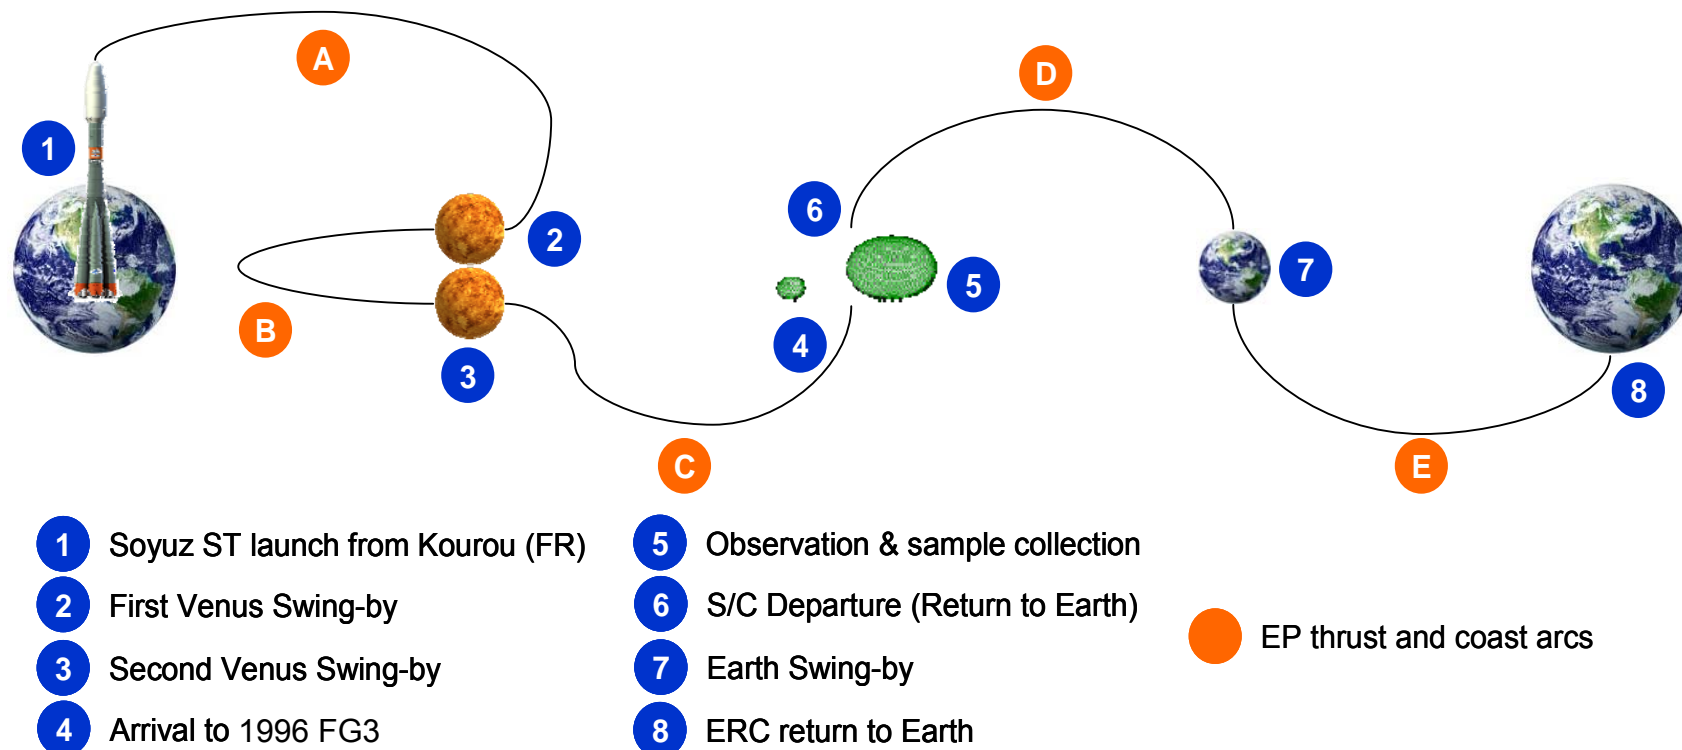 A
D
1
6
2
7
5
B
4
3
8
C
E
1 Soyuz ST launch from Kourou (FR)
2 First Venus Swing-by
3 Second Venus Swing-by
4 Arrival to 1996 FG3
5 Observation & sample collection
6 S/C Departure (Return to Earth)
7 Earth Swing-by
8 ERC return to Earth
EP thrust and coast arcs